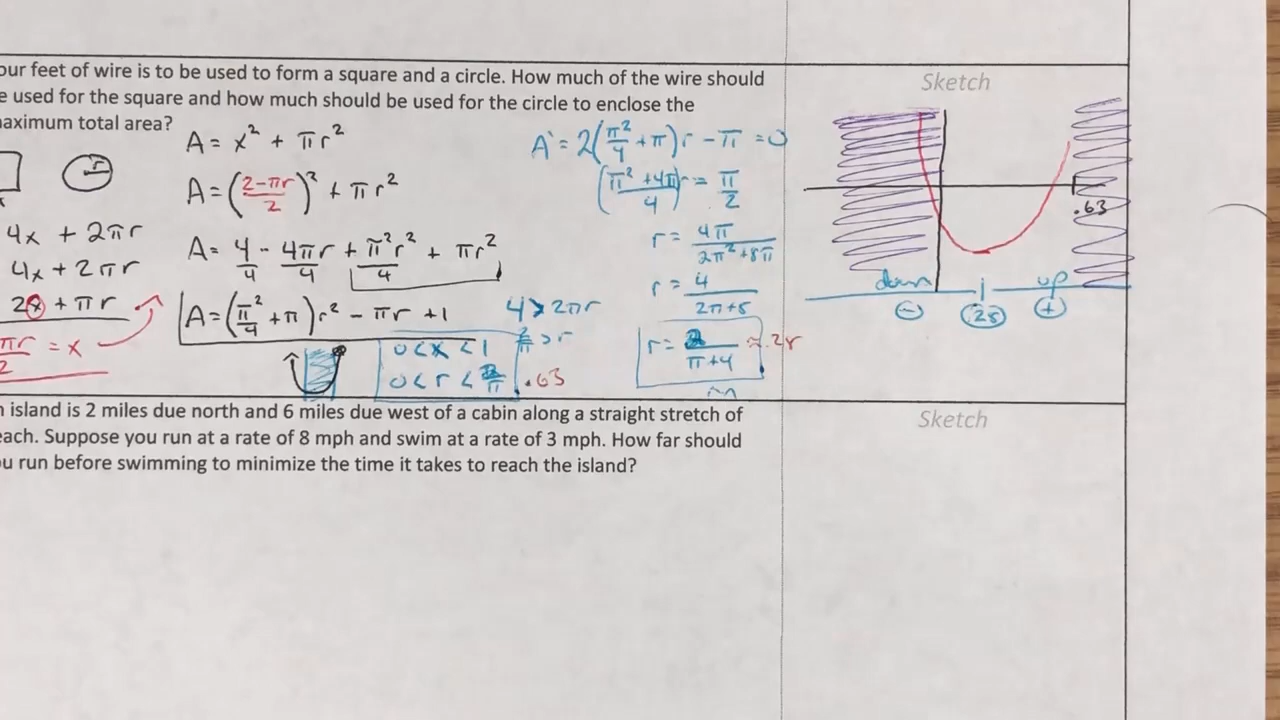 our feet of wire is to be used to form a square and a circle. How much of the wire should
e used for the square and how much should be used for the circle to enclose the
aximum total area?
r
4x + 2πr
4x + 2πr
2x + πr
πr/2 = x
A = x² + πr²
A = (2-πr/2)² + πr²
A = 4/4 - 4πr/4 + π²r²/4 + πr²
A = (π²/4 + π)r² - πr + 1
0 < x < 1
0 < r < 2/π
.63
4 > 2πr
2/π > r
A' = 2(π²/4 + π)r - π = 0
(π² + 4π/4)r = π/2
r = 4π/2π² + 8π
r = 4/2π + 8
r = 2/π + 4 ≈ .28
Sketch
.63
down up
- .28 +
n island is 2 miles due north and 6 miles due west of a cabin along a straight stretch of
each. Suppose you run at a rate of 8 mph and swim at a rate of 3 mph. How far should
u run before swimming to minimize the time it takes to reach the island?
Sketch